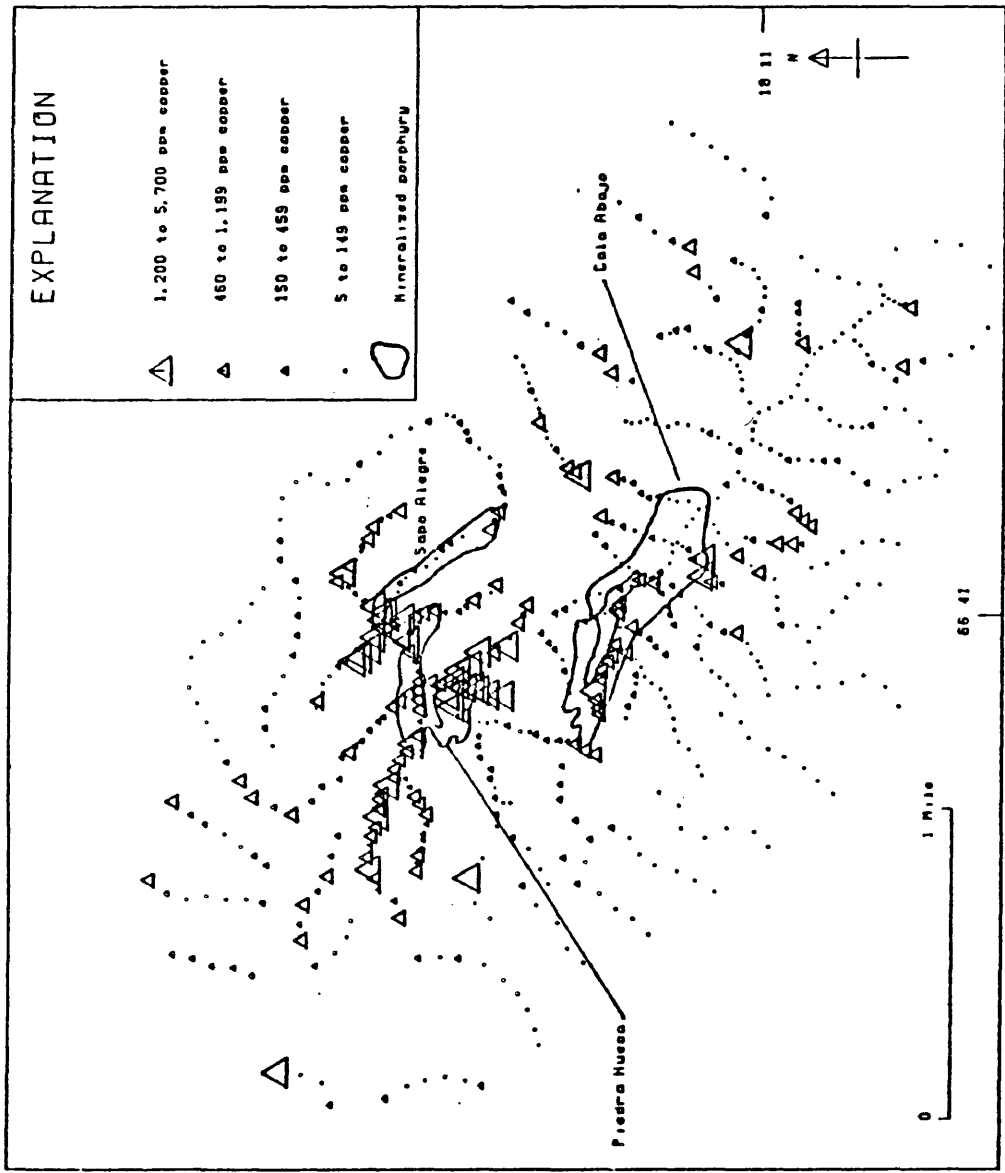 EXPLANATION
1,200 to 5,700 ppm copper
460 to 1,199 ppm copper
150 to 459 ppm copper
5 to 149 ppm copper
Mineralized porphyry
Sapo Alegre
Piedra Hueca
Cala Abajo
18 11
N
66 41
0
1 Mile